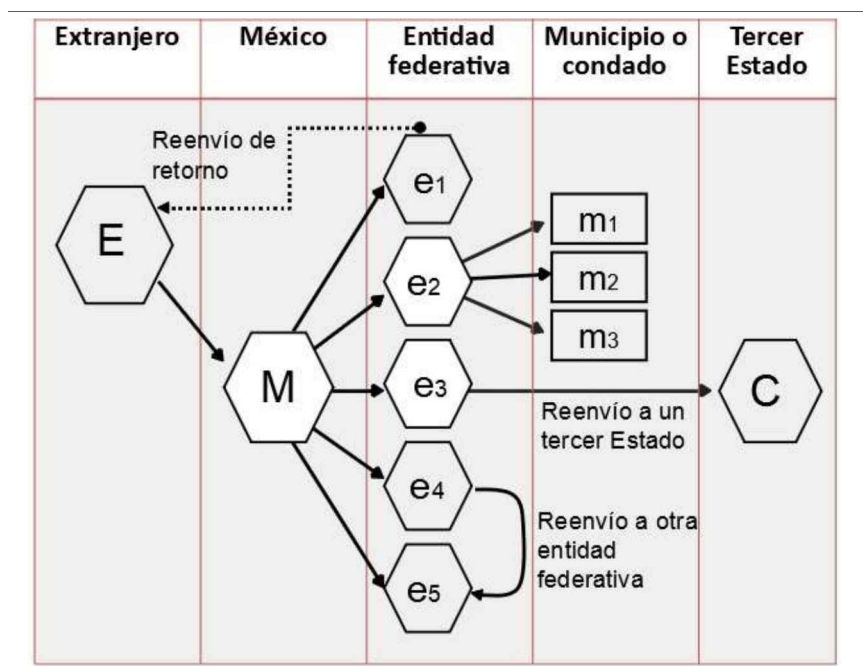 Extranjero
México
Entidad
federativa
Municipio o
condado
Tercer
Estado
Reenvío de
retorno
E
M
e1
e2
e3
e4
e5
m1
m2
m3
C
Reenvío a un
tercer Estado
Reenvío a otra
entidad
federativa